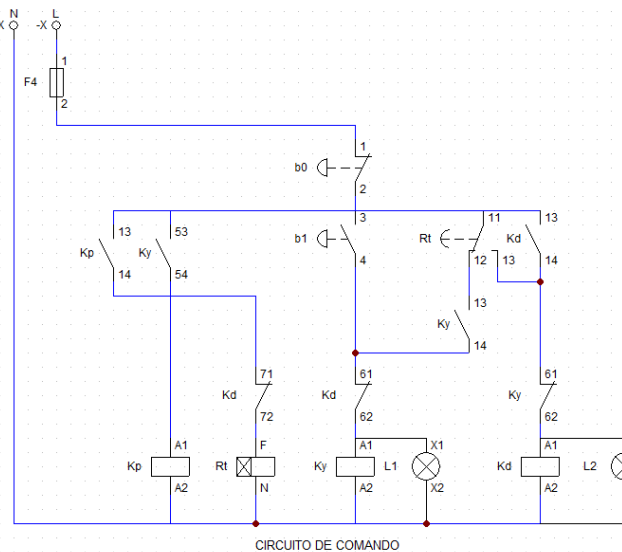 N L
X -X
1
F4
2
1
b0
2
13 53 3 11 13
Kp Ky b1 Rt Kd
14 54 4 12 13 14
13
Ky
14
71 61 61
Kd Kd Ky
72 62 62
A1 F A1 X1 A1
Kp Rt Ky L1 Kd L2
A2 N A2 X2 A2
CIRCUITO DE COMANDO